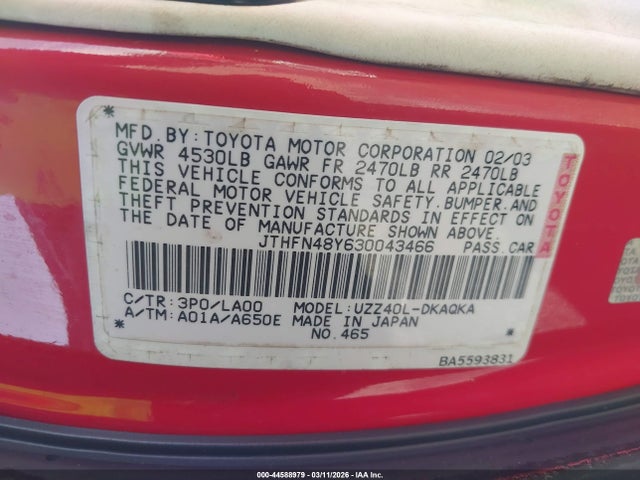 MFD.BY:TOYOTA MOTOR CORPORATION 02/03
GVWR 4530LB GAWR FR 2470LB RR 2470LB
THIS VEHICLE CONFORMS TO ALL APPLICABLE
FEDERAL MOTOR VEHICLE SAFETY.BUMPER.AND
THEFT PREVENTION STANDARDS IN EFFECT ON
THE DATE OF MANUFACTURE SHOWN ABOVE.
JTHFN48Y630043466 PASS.CAR
TOYOTA
C/TR:3P0/LA00 MODEL:UZZ40L-DKAQKA
A/TM:A01A/A650E MADE IN JAPAN
NO.465
BA5593831
000-44588979 | 03/11/2026 | IAA Inc.